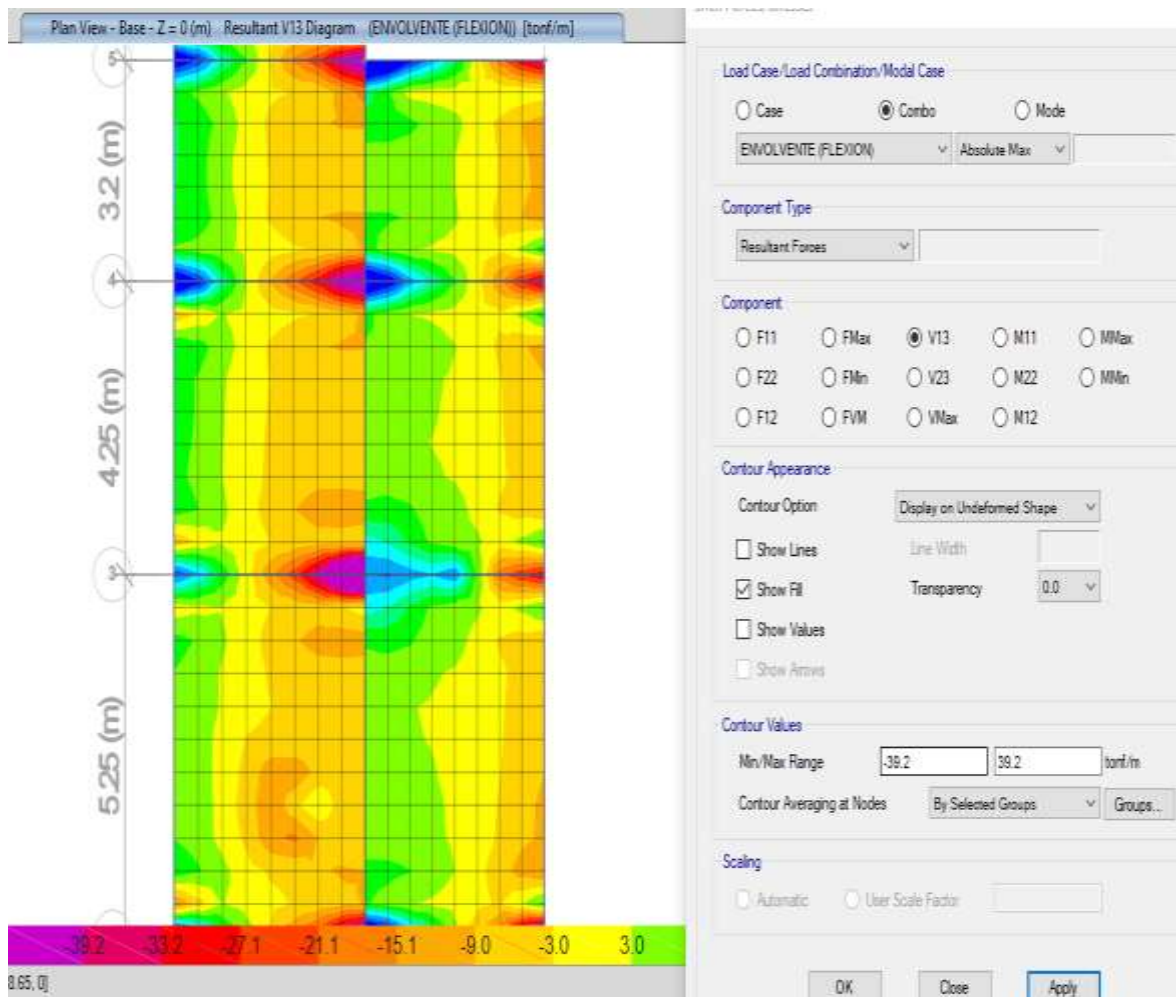 Plan View - Base - Z = 0 (m) Resultant V13 Diagram (ENVOLVENTE (FLEXION)) [tonf/m]
5
3.2 (m)
4
4.25 (m)
3
5.25 (m)
-39.2 -33.2 -27.1 -21.1 -15.1 -9.0 -3.0 3.0
8.65, 0]
Load Case/Load Combination/Modal Case
Case Combo Mode
ENVOLVENTE (FLEXION) Absolute Max
Component Type
Resultant Forces
Component
F11 FMax V13 M11 MMax
F22 FMin V23 M22 MMin
F12 FVM VMax M12
Contour Appearance
Contour Option Display on Undeformed Shape
Show Lines Line Width
Show Fill Transparency 0.0
Show Values
Show Arrows
Contour Values
Min/Max Range -39.2 39.2 tonf/m
Contour Averaging at Nodes By Selected Groups Groups...
Scaling
Automatic User Scale Factor
OK Close Apply